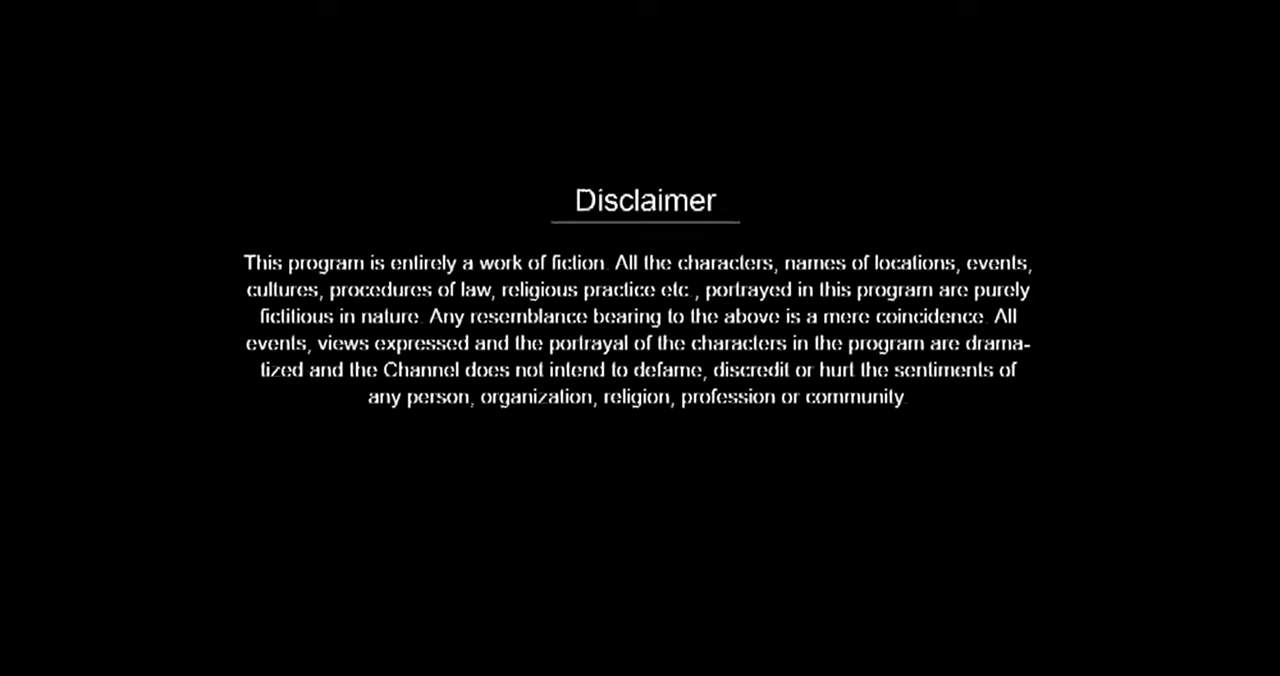 Disclaimer
This program is entirely a work of fiction. All the characters, names of locations, events,
cultures, procedures of law, religious practice etc., portrayed in this program are purely
fictitious in nature. Any resemblance bearing to the above is a mere coincidence. All
events, views expressed and the portrayal of the characters in the program are drama-
tized and the Channel does not intend to defame, discredit or hurt the sentiments of
any person, organization, religion, profession or community.